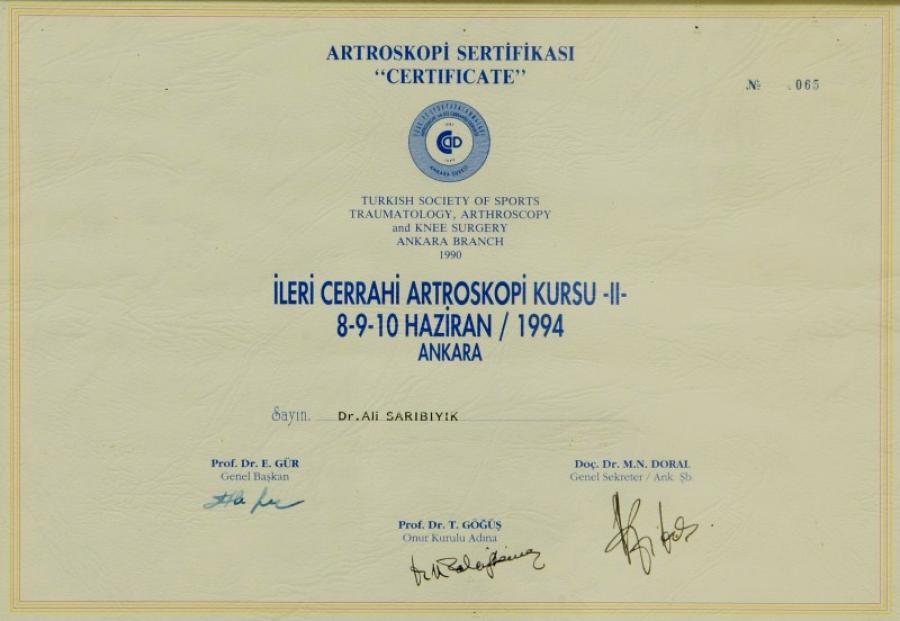 ARTROSKOPİ SERTİFİKASI
“CERTIFICATE”
№ .065
TURKISH SOCIETY OF SPORTS
TRAUMATOLOGY, ARTHROSCOPY
and KNEE SURGERY
ANKARA BRANCH
1990
İLERİ CERRAHİ ARTROSKOPİ KURSU -II-
8-9-10 HAZİRAN / 1994
ANKARA
Sayın. Dr.Ali SARIBIYIK
Prof. Dr. E. GÜR
Genel Başkan
Doç. Dr. M.N. DORAL
Genel Sekreter / Ank. Şb.
Prof. Dr. T. GÖĞÜŞ
Onur Kurulu Adına